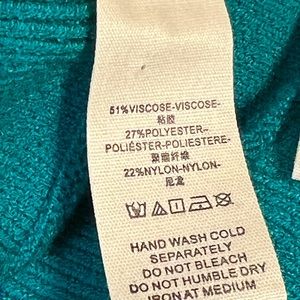 51%VISCOSE-VISCOSE-
粘胶
27%POLYESTER-
POLIÉSTER-POLIESTERE-
聚酯纤维
22%NYLON-NYLON-
尼龙
HAND WASH COLD
SEPARATELY
DO NOT BLEACH
DO NOT HUMBLE DRY
IRON AT MEDIUM